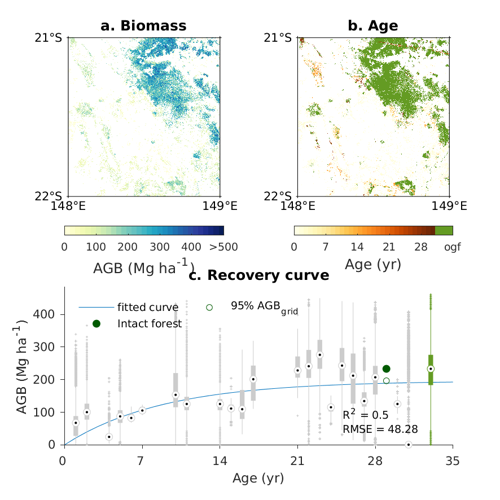 a. Biomass
b. Age
21°S
21°S
22°S
22°S
148°E
149°E
148°E
149°E
0 100 200 300 400 >500
AGB (Mg ha-1)
0 7 14 21 28 ogf
Age (yr)
c. Recovery curve
fitted curve
95% AGBgrid
Intact forest
AGB (Mg ha-1)
400
300
200
100
0
R2 = 0.5
RMSE = 48.28
0 7 14 21 28 35
Age (yr)